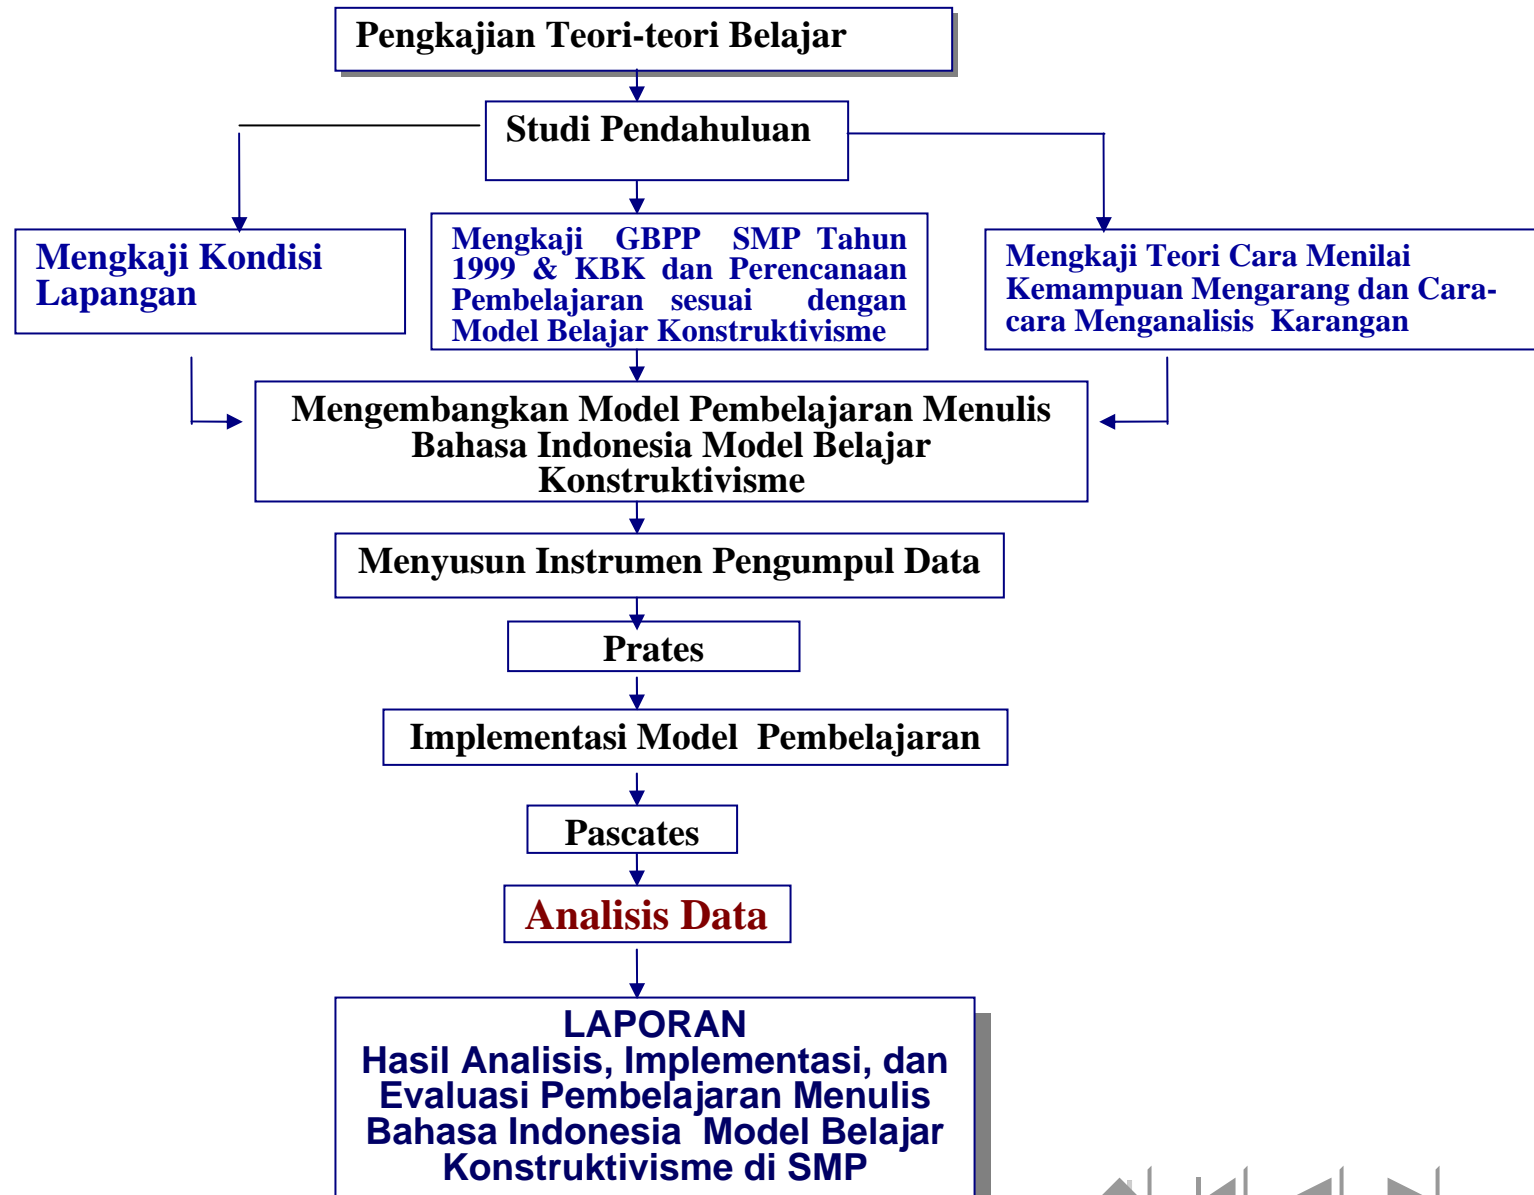 Pengkajian Teori-teori Belajar
Studi Pendahuluan
Mengkaji Kondisi
Lapangan
Mengkaji GBPP SMP Tahun
1999 & KBK dan Perencanaan
Pembelajaran sesuai dengan
Model Belajar Konstruktivisme
Mengkaji Teori Cara Menilai
Kemampuan Mengarang dan Cara-
cara Menganalisis Karangan
Mengembangkan Model Pembelajaran Menulis
Bahasa Indonesia Model Belajar
Konstruktivisme
Menyusun Instrumen Pengumpul Data
Prates
Implementasi Model Pembelajaran
Pascates
Analisis Data
LAPORAN
Hasil Analisis, Implementasi, dan
Evaluasi Pembelajaran Menulis
Bahasa Indonesia Model Belajar
Konstruktivisme di SMP